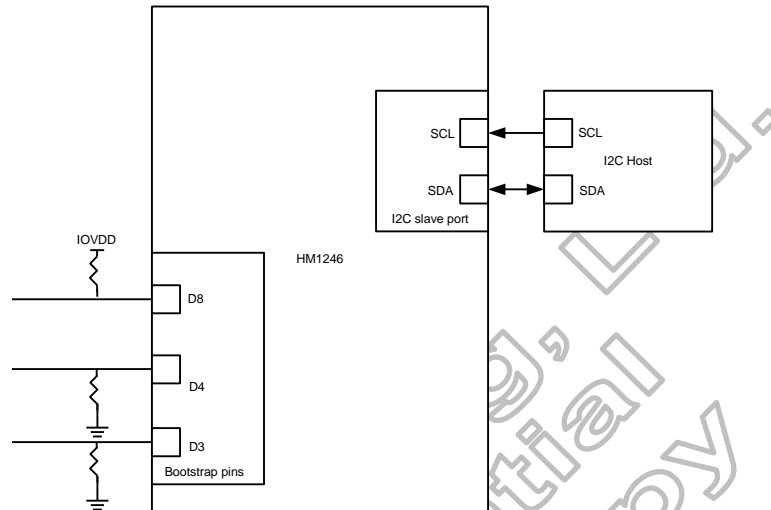 SCL
SCL
I2C Host
SDA
SDA
I2C slave port
IOVDD
HM1246
D8
D4
D3
Bootstrap pins